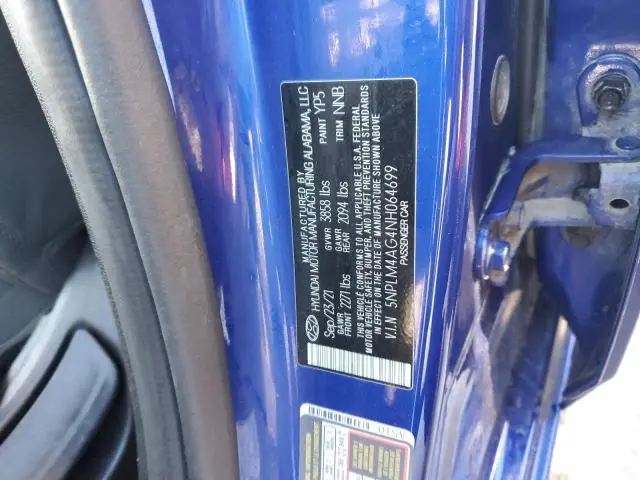 MANUFACTURED BY
HYUNDAI MOTOR MANUFACTURING ALABAMA, LLC
Sep/23/21 GVWR 3858 lbs PAINT YP5
GAWR FRONT 2271 lbs GAWR REAR 2094 lbs TRIM NNB
THIS VEHICLE CONFORMS TO ALL APPLICABLE U.S.A. FEDERAL
MOTOR VEHICLE SAFETY, BUMPER, AND THEFT PREVENTION STANDARDS
IN EFFECT ON THE DATE OF MANUFACTURE SHOWN ABOVE
V.I.N 5NPLM4AG4NH064699
PASSENGER CAR